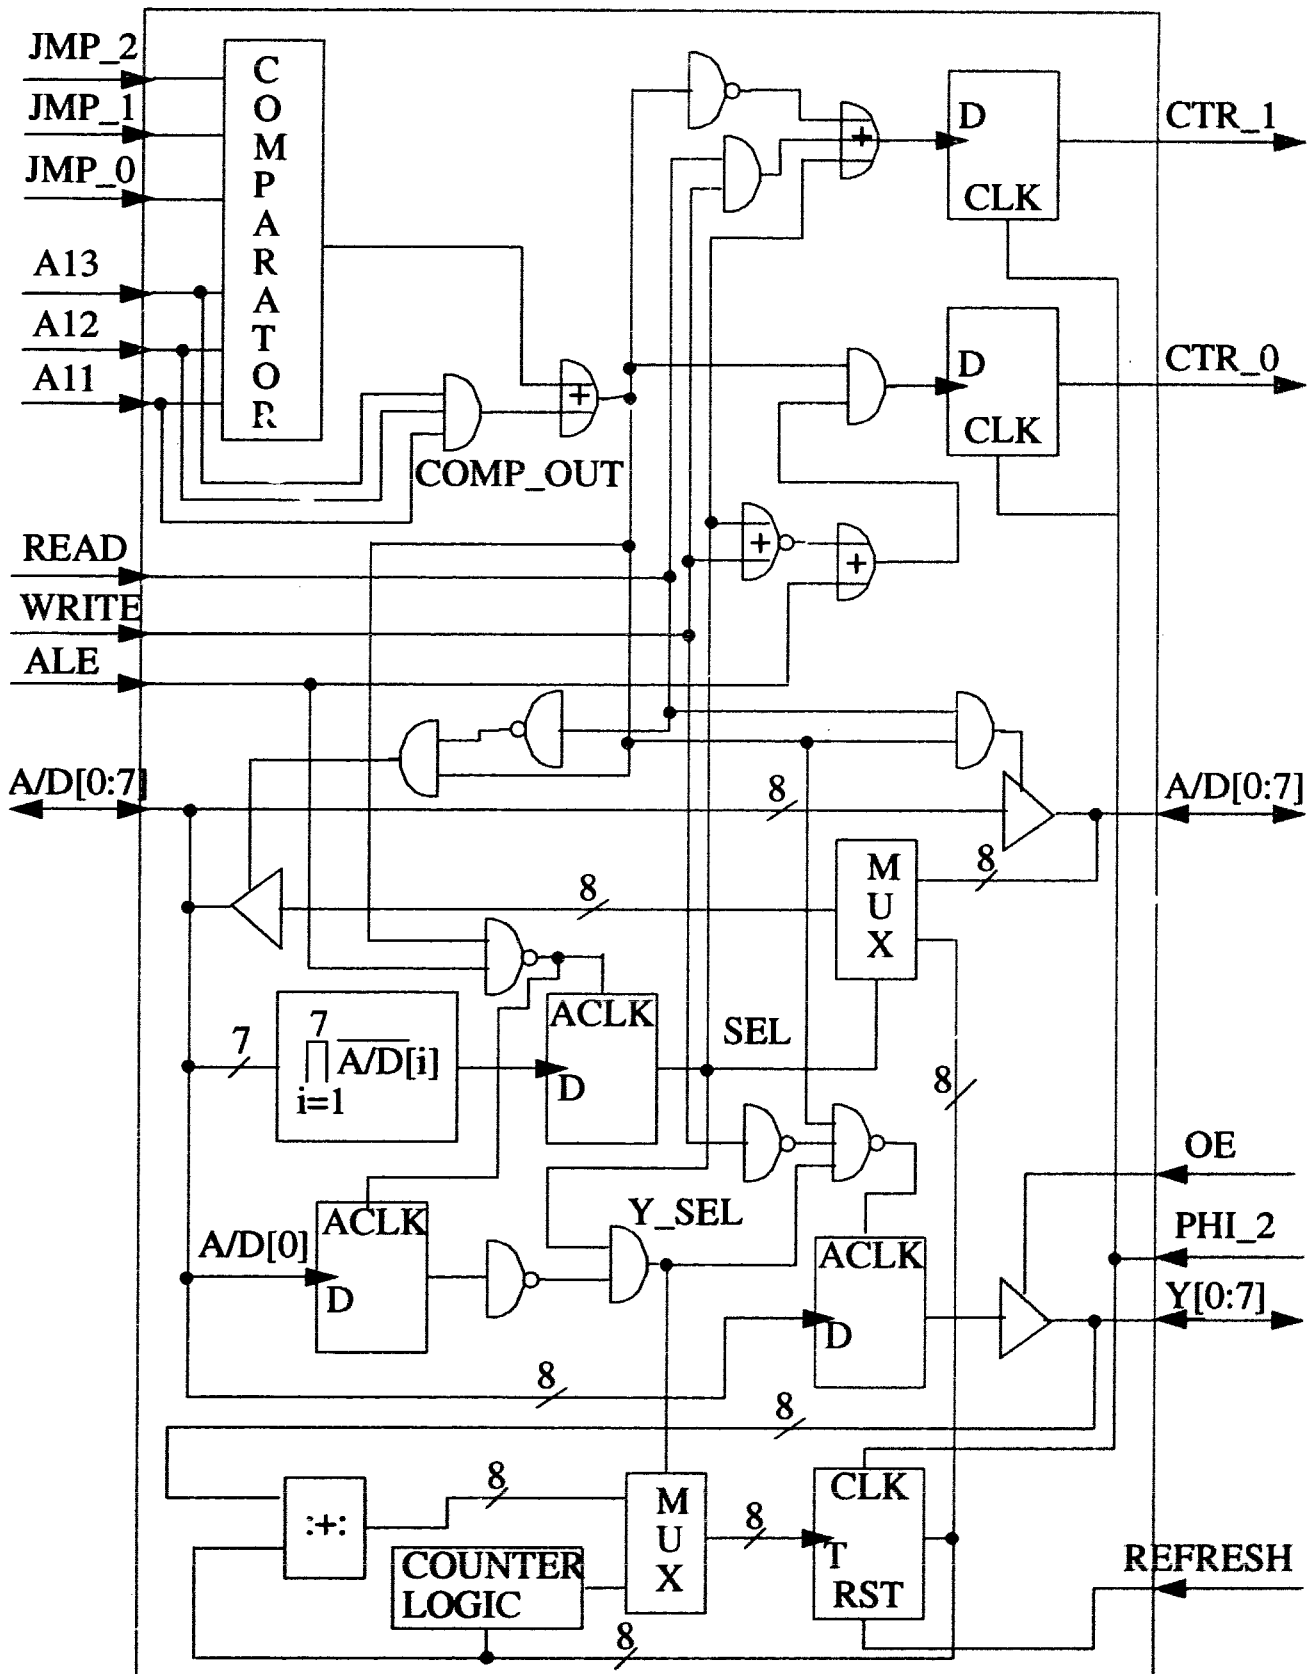 JMP_2
JMP_1
JMP_0
A13
A12
A11
COMPARATOR
+
COMP_OUT
+
D
CLK
CTR_1
D
CLK
CTR_0
+
+
READ
WRITE
ALE
A/D[0:7]
8
A/D[0:7]
8
8
MUX
7
7
∏ A/D[i]
i=1
ACLK
D
SEL
8
OE
PHI_2
Y[0:7]
A/D[0]
ACLK
D
Y_SEL
ACLK
D
8
8
:+:
8
MUX
8
CLK
T
RST
COUNTER
LOGIC
REFRESH
8